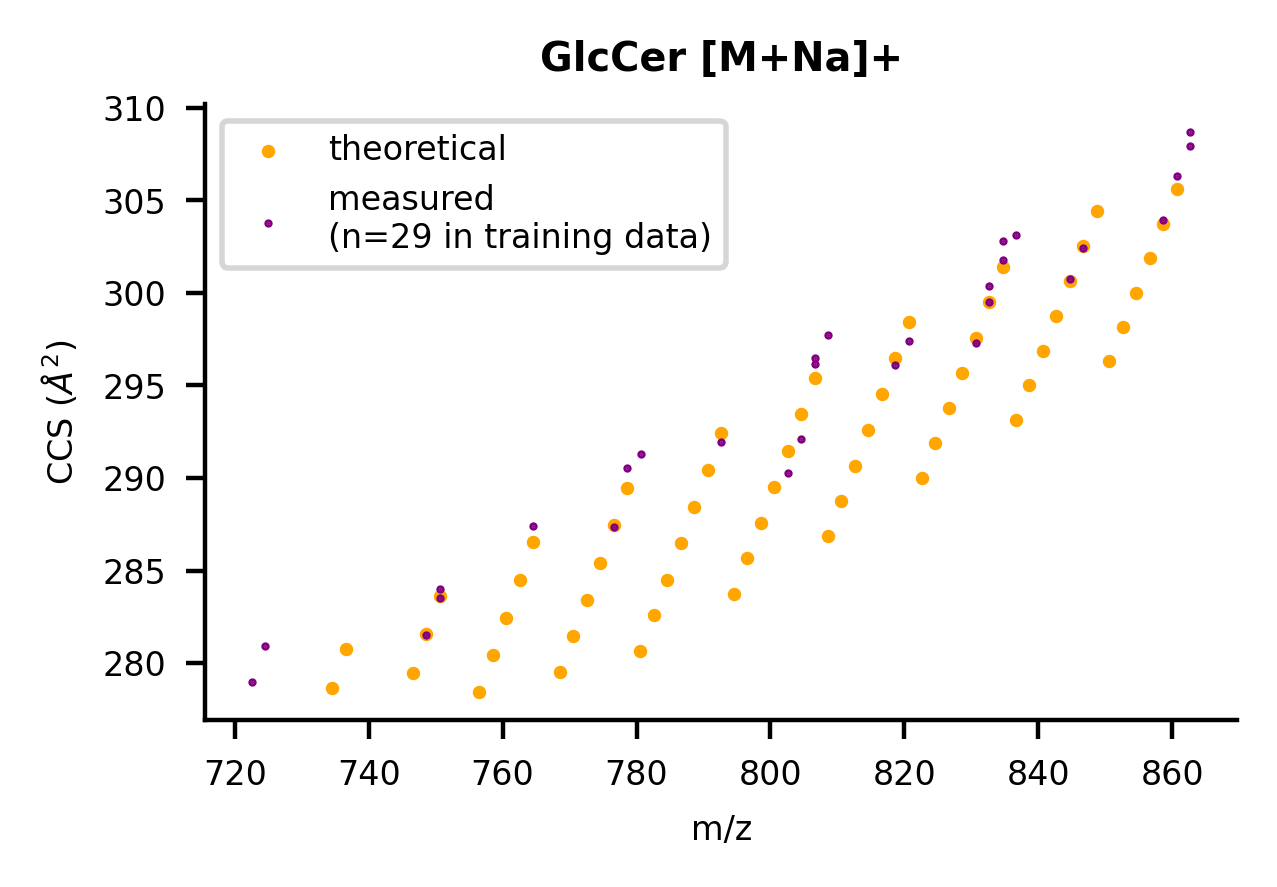 GlcCer [M+Na]+
310
305
300
295
290
285
280
CCS (Å²)
theoretical
measured
(n=29 in training data)
720 740 760 780 800 820 840 860
m/z